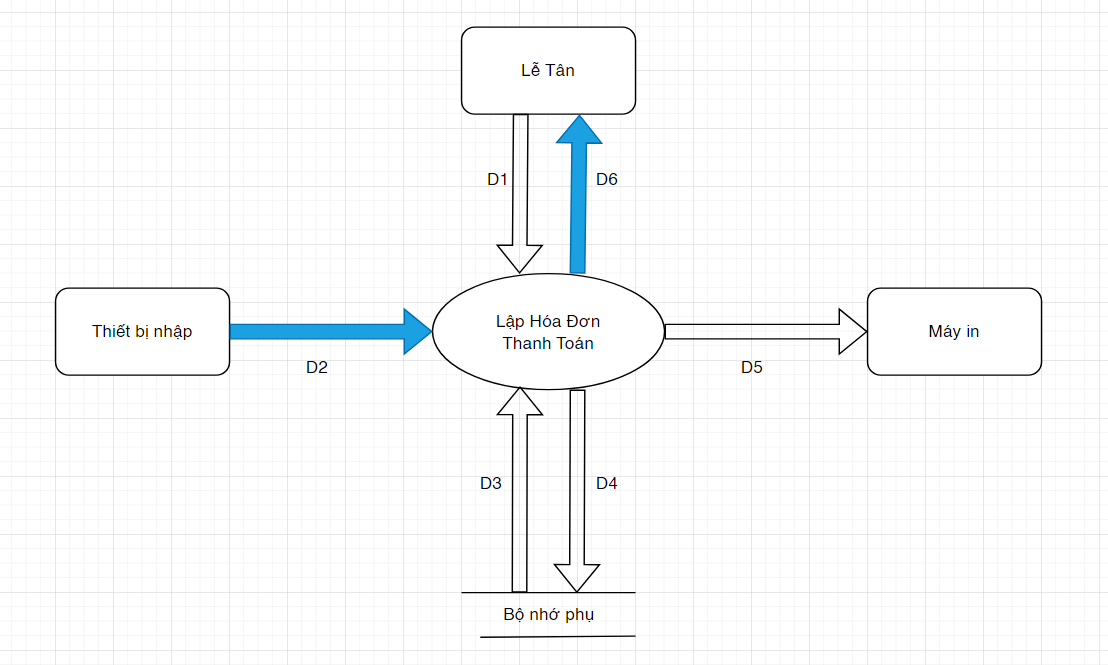 Lễ Tân
D1
D6
Thiết bị nhập
Lập Hóa Đơn
Thanh Toán
Máy in
D2
D5
D3
D4
Bộ nhớ phụ